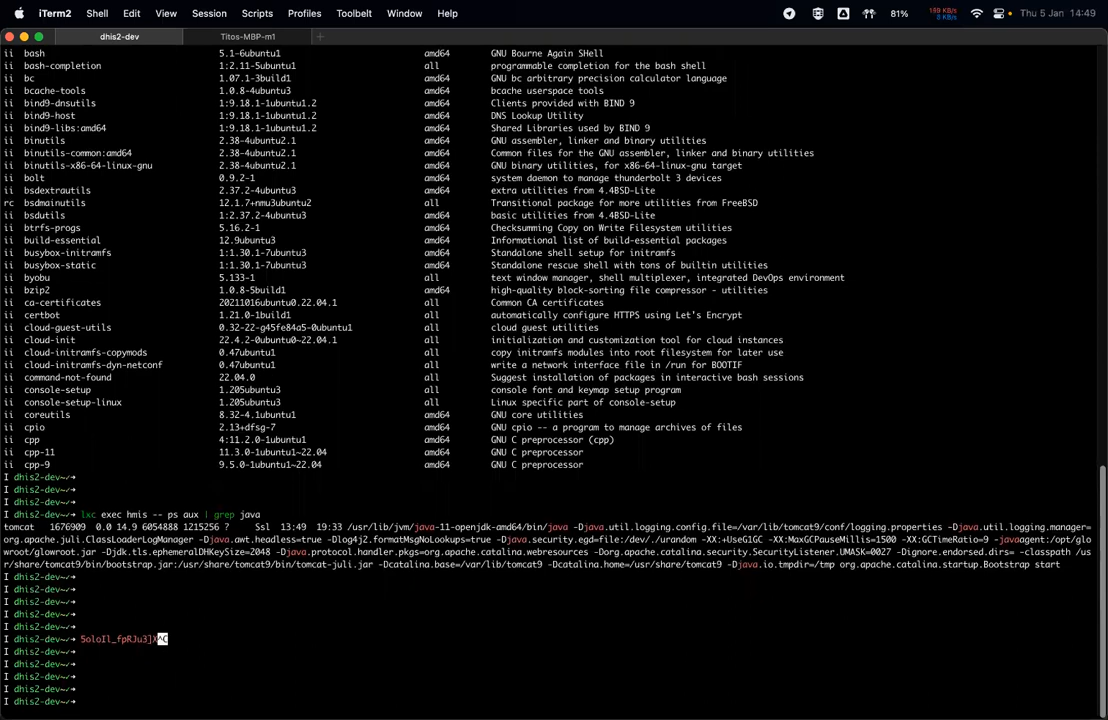 iTerm2 Shell Edit View Session Scripts Profiles Toolbelt Window Help 81% 169 KB/s 0 KB/s Thu 5 Jan 14:49
dhis2-dev Titos-MBP-m1 +
ii bash 5.1-6ubuntu1 amd64 GNU Bourne Again SHell
ii bash-completion 1:2.11-5ubuntu1 all programmable completion for the bash shell
ii bc 1.07.1-3build1 amd64 GNU bc arbitrary precision calculator language
ii bcache-tools 1.0.8-4ubuntu3 amd64 bcache userspace tools
ii bind9-dnsutils 1:9.18.1-1ubuntu1.2 amd64 Clients provided with BIND 9
ii bind9-host 1:9.18.1-1ubuntu1.2 amd64 DNS Lookup Utility
ii bind9-libs:amd64 1:9.18.1-1ubuntu1.2 amd64 Shared Libraries used by BIND 9
ii binutils 2.38-4ubuntu2.1 amd64 GNU assembler, linker and binary utilities
ii binutils-common:amd64 2.38-4ubuntu2.1 amd64 Common files for the GNU assembler, linker and binary utilities
ii binutils-x86-64-linux-gnu 2.38-4ubuntu2.1 amd64 GNU binary utilities, for x86-64-linux-gnu target
ii bolt 0.9.2-1 amd64 system daemon to manage thunderbolt 3 devices
ii bsdextrautils 2.37.2-4ubuntu3 amd64 extra utilities from 4.4BSD-Lite
rc bsdmainutils 12.1.7+nmu3ubuntu2 all Transitional package for more utilities from FreeBSD
ii bsdutils 1:2.37.2-4ubuntu3 amd64 basic utilities from 4.4BSD-Lite
ii btrfs-progs 5.16.2-1 amd64 Checksumming Copy on Write Filesystem utilities
ii build-essential 12.9ubuntu3 amd64 Informational list of build-essential packages
ii busybox-initramfs 1:1.30.1-7ubuntu3 amd64 Standalone shell setup for initramfs
ii busybox-static 1:1.30.1-7ubuntu3 amd64 Standalone rescue shell with tons of builtin utilities
ii byobu 5.133-1 all text window manager, shell multiplexer, integrated DevOps environment
ii bzip2 1.0.8-5build1 amd64 high-quality block-sorting file compressor - utilities
ii ca-certificates 20211016ubuntu0.22.04.1 all Common CA certificates
ii certbot 1.21.0-1build1 all automatically configure HTTPS using Let's Encrypt
ii cloud-guest-utils 0.32-22-g45fe84a5-0ubuntu1 all cloud guest utilities
ii cloud-init 22.4.2-0ubuntu0~22.04.1 all initialization and customization tool for cloud instances
ii cloud-initramfs-copymods 0.47ubuntu1 all copy initramfs modules into root filesystem for later use
ii cloud-initramfs-dyn-netconf 0.47ubuntu1 all write a network interface file in /run for BOOTIF
ii command-not-found 22.04.0 all Suggest installation of packages in interactive bash sessions
ii console-setup 1.205ubuntu3 all console font and keymap setup program
ii console-setup-linux 1.205ubuntu3 all Linux specific part of console-setup
ii coreutils 8.32-4.1ubuntu1 amd64 GNU core utilities
ii cpio 2.13+dfsg-7 amd64 GNU cpio -- a program to manage archives of files
ii cpp 4:11.2.0-1ubuntu1 amd64 GNU C preprocessor (cpp)
ii cpp-11 11.3.0-1ubuntu1~22.04 amd64 GNU C preprocessor
ii cpp-9 9.5.0-1ubuntu1~22.04 amd64 GNU C preprocessor
I dhis2-dev~✓➜
I dhis2-dev~✓➜
I dhis2-dev~✓➜ lxc exec hmis -- ps aux | grep java
tomcat 1676909 0.0 14.9 6054888 1215256 ? Ssl 13:49 19:33 /usr/lib/jvm/java-11-openjdk-amd64/bin/java -Djava.util.logging.config.file=/var/lib/tomcat9/conf/logging.properties -Djava.util.logging.manager=
org.apache.juli.ClassLoaderLogManager -Djava.awt.headless=true -Dlog4j2.formatMsgNoLookups=true -Djava.security.egd=file:/dev/./urandom -XX:+UseG1GC -XX:MaxGCPauseMillis=1500 -XX:GCTimeRatio=9 -javaagent:/opt/glo
wroot/glowroot.jar -Djdk.tls.ephemeralDHKeySize=2048 -Djava.protocol.handler.pkgs=org.apache.catalina.webresources -Dorg.apache.catalina.security.SecurityListener.UMASK=0027 -Dignore.endorsed.dirs= -classpath /us
r/share/tomcat9/bin/bootstrap.jar:/usr/share/tomcat9/bin/tomcat-juli.jar -Dcatalina.base=/var/lib/tomcat9 -Dcatalina.home=/usr/share/tomcat9 -Djava.io.tmpdir=/tmp org.apache.catalina.startup.Bootstrap start
I dhis2-dev~✓➜
I dhis2-dev~✓➜
I dhis2-dev~✓➜
I dhis2-dev~✓➜
I dhis2-dev~✓➜
I dhis2-dev~✓➜ 5oloIl_fpRJu3]X^C
I dhis2-dev~✓➜
I dhis2-dev~✓➜
I dhis2-dev~✓➜
I dhis2-dev~✓➜
I dhis2-dev~✓➜